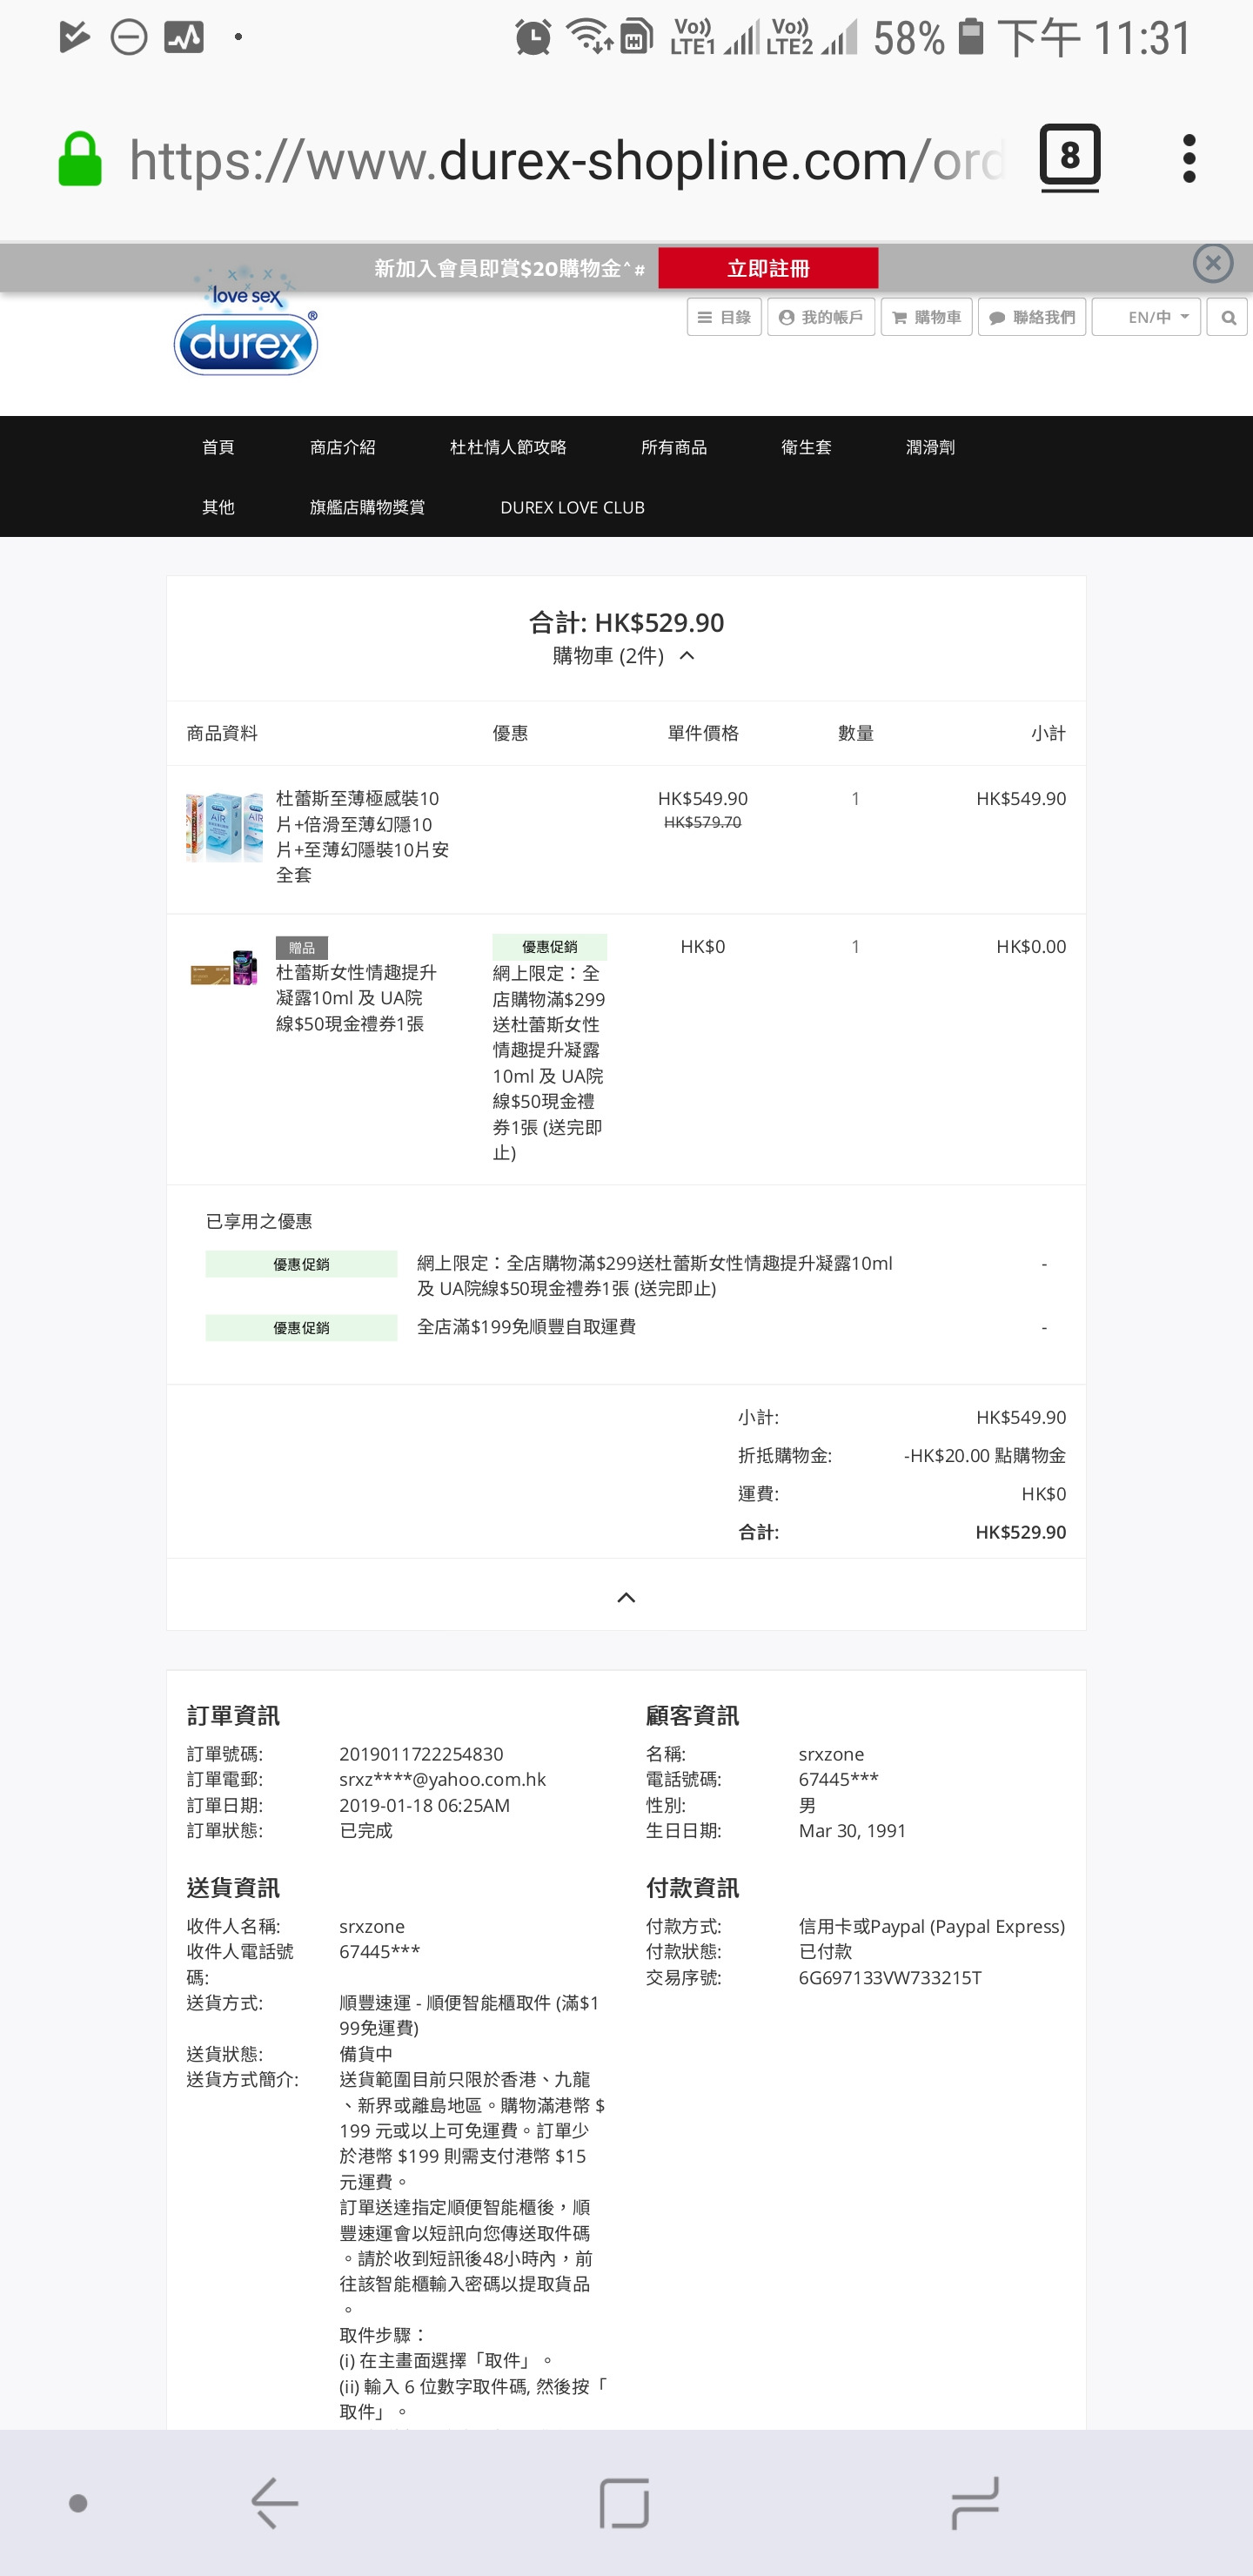 Vo)) LTE1 Vo)) LTE2 58% 下午 11:31
https://www.durex-shopline.com/ord
8
新加入會員即賞$20購物金^# 立即註冊
love sex
durex®
目錄 我的帳戶 購物車 聯絡我們 EN/中
首頁 商店介紹 杜杜情人節攻略 所有商品 衛生套 潤滑劑
其他 旗艦店購物獎賞 DUREX LOVE CLUB
合計: HK$529.90
購物車 (2件)
商品資料 優惠 單件價格 數量 小計
杜蕾斯至薄極感裝10
片+倍滑至薄幻隱10
片+至薄幻隱裝10片安
全套
HK$549.90 1 HK$549.90
HK$579.70
贈品
杜蕾斯女性情趣提升
凝露10ml 及 UA院
線$50現金禮券1張
優惠促銷
網上限定：全
店購物滿$299
送杜蕾斯女性
情趣提升凝露
10ml 及 UA院
線$50現金禮
券1張 (送完即
止)
HK$0 1 HK$0.00
已享用之優惠
優惠促銷 網上限定：全店購物滿$299送杜蕾斯女性情趣提升凝露10ml -
及 UA院線$50現金禮券1張 (送完即止)
優惠促銷 全店滿$199免順豐自取運費 -
小計: HK$549.90
折抵購物金: -HK$20.00 點購物金
運費: HK$0
合計: HK$529.90
訂單資訊
訂單號碼: 2019011722254830
訂單電郵: srxz****@yahoo.com.hk
訂單日期: 2019-01-18 06:25AM
訂單狀態: 已完成
顧客資訊
名稱: srxzone
電話號碼: 67445***
性別: 男
生日日期: Mar 30, 1991
送貨資訊
收件人名稱: srxzone
收件人電話號 67445***
碼:
送貨方式: 順豐速運 - 順便智能櫃取件 (滿$1
99免運費)
送貨狀態: 備貨中
送貨方式簡介: 送貨範圍目前只限於香港、九龍
、新界或離島地區。購物滿港幣 $
199 元或以上可免運費。訂單少
於港幣 $199 則需支付港幣 $15
元運費。
訂單送達指定順便智能櫃後，順
豐速運會以短訊向您傳送取件碼
。請於收到短訊後48小時內，前
往該智能櫃輸入密碼以提取貨品
。
取件步驟：
(i) 在主畫面選擇「取件」。
(ii) 輸入 6 位數字取件碼, 然後按「
取件」。
付款資訊
付款方式: 信用卡或Paypal (Paypal Express)
付款狀態: 已付款
交易序號: 6G697133VW733215T